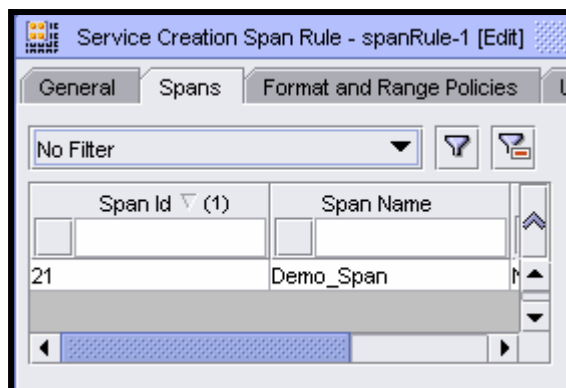 Service Creation Span Rule - spanRule-1 [Edit]
General Spans Format and Range Policies
No Filter
Span Id (1) Span Name
21 Demo_Span